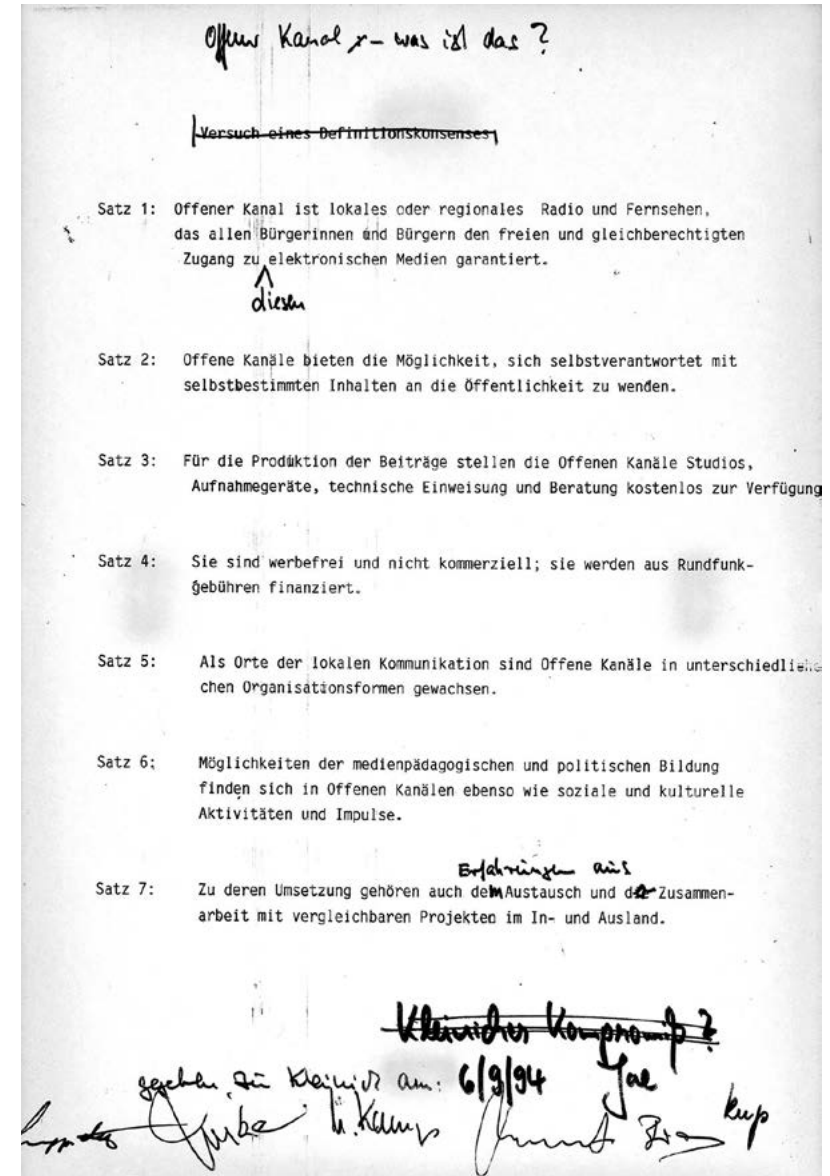 Offener Kanal – was ist das?
Versuch eines Definitionskonsenses
Satz 1: Offener Kanal ist lokales oder regionales Radio und Fernsehen,
das allen Bürgerinnen und Bürgern den freien und gleichberechtigten
Zugang zu elektronischen Medien garantiert.
diesen
Satz 2: Offene Kanäle bieten die Möglichkeit, sich selbstverantwortet mit
selbstbestimmten Inhalten an die Öffentlichkeit zu wenden.
Satz 3: Für die Produktion der Beiträge stellen die Offenen Kanäle Studios,
Aufnahmegeräte, technische Einweisung und Beratung kostenlos zur Verfügung
Satz 4: Sie sind werbefrei und nicht kommerziell; sie werden aus Rundfunk-
gebühren finanziert.
Satz 5: Als Orte der lokalen Kommunikation sind Offene Kanäle in unterschiedli
chen Organisationsformen gewachsen.
Satz 6: Möglichkeiten der medienpädagogischen und politischen Bildung
finden sich in Offenen Kanälen ebenso wie soziale und kulturelle
Aktivitäten und Impulse.
Erfahrungen aus
Satz 7: Zu deren Umsetzung gehören auch dem Austausch und der Zusammen-
arbeit mit vergleichbaren Projekten im In- und Ausland.
Kleinicher Kompromiß?
gegeben zu Kleinich am: 6/9/94
U. Kamp